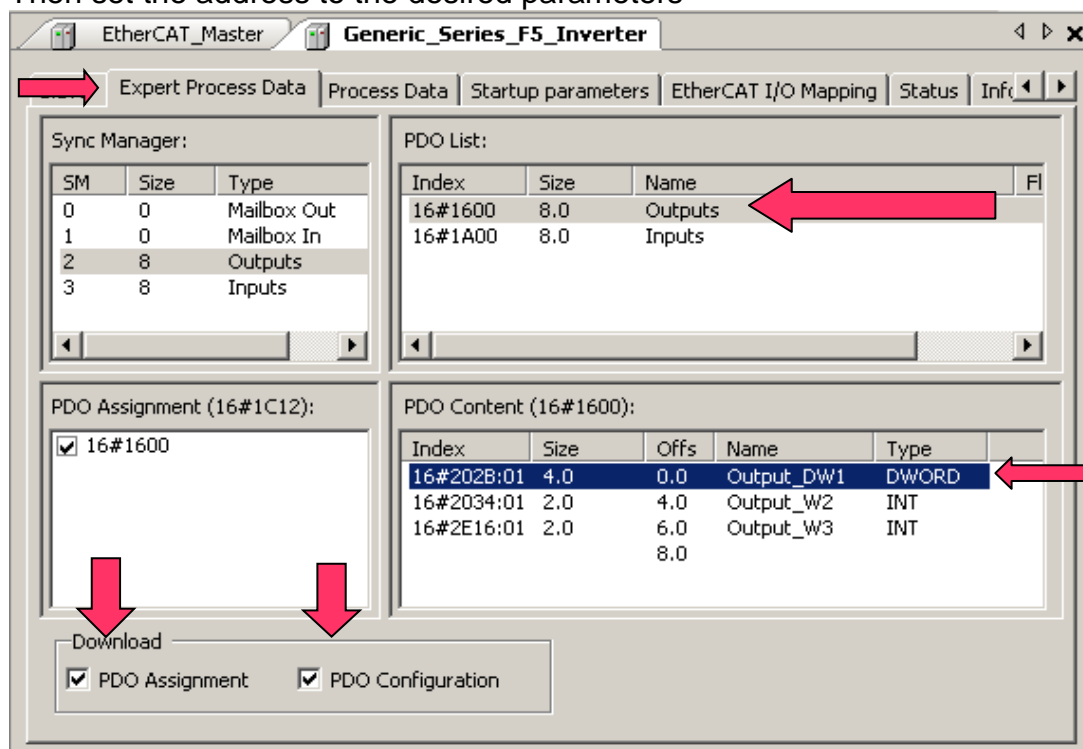 Then set the address to the desired parameters
EtherCAT_Master Generic_Series_F5_Inverter
Expert Process Data Process Data Startup parameters EtherCAT I/O Mapping Status
Sync Manager:
SM Size Type
0 0 Mailbox Out
1 0 Mailbox In
2 8 Outputs
3 8 Inputs
PDO List:
Index Size Name Fl
16#1600 8.0 Outputs
16#1A00 8.0 Inputs
PDO Assignment (16#1C12):
16#1600
PDO Content (16#1600):
Index Size Offs Name Type
16#202B:01 4.0 0.0 Output_DW1 DWORD
16#2034:01 2.0 4.0 Output_W2 INT
16#2E16:01 2.0 6.0 Output_W3 INT
8.0
Download
PDO Assignment PDO Configuration